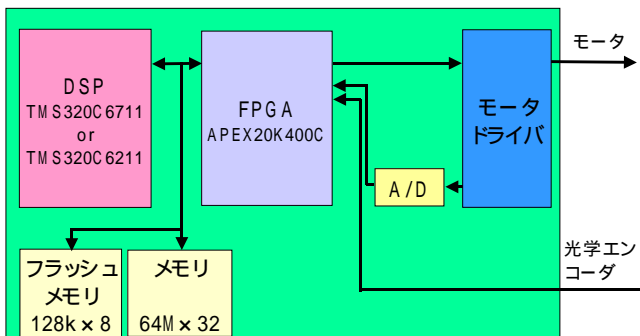 DSP
TMS320C6711
or
TMS320C6211
FPGA
APEX20K400C
モータ
ドライバ
A/D
モータ
光学エン
コーダ
フラッシュ
メモリ
128k×8
メモリ
64M×32